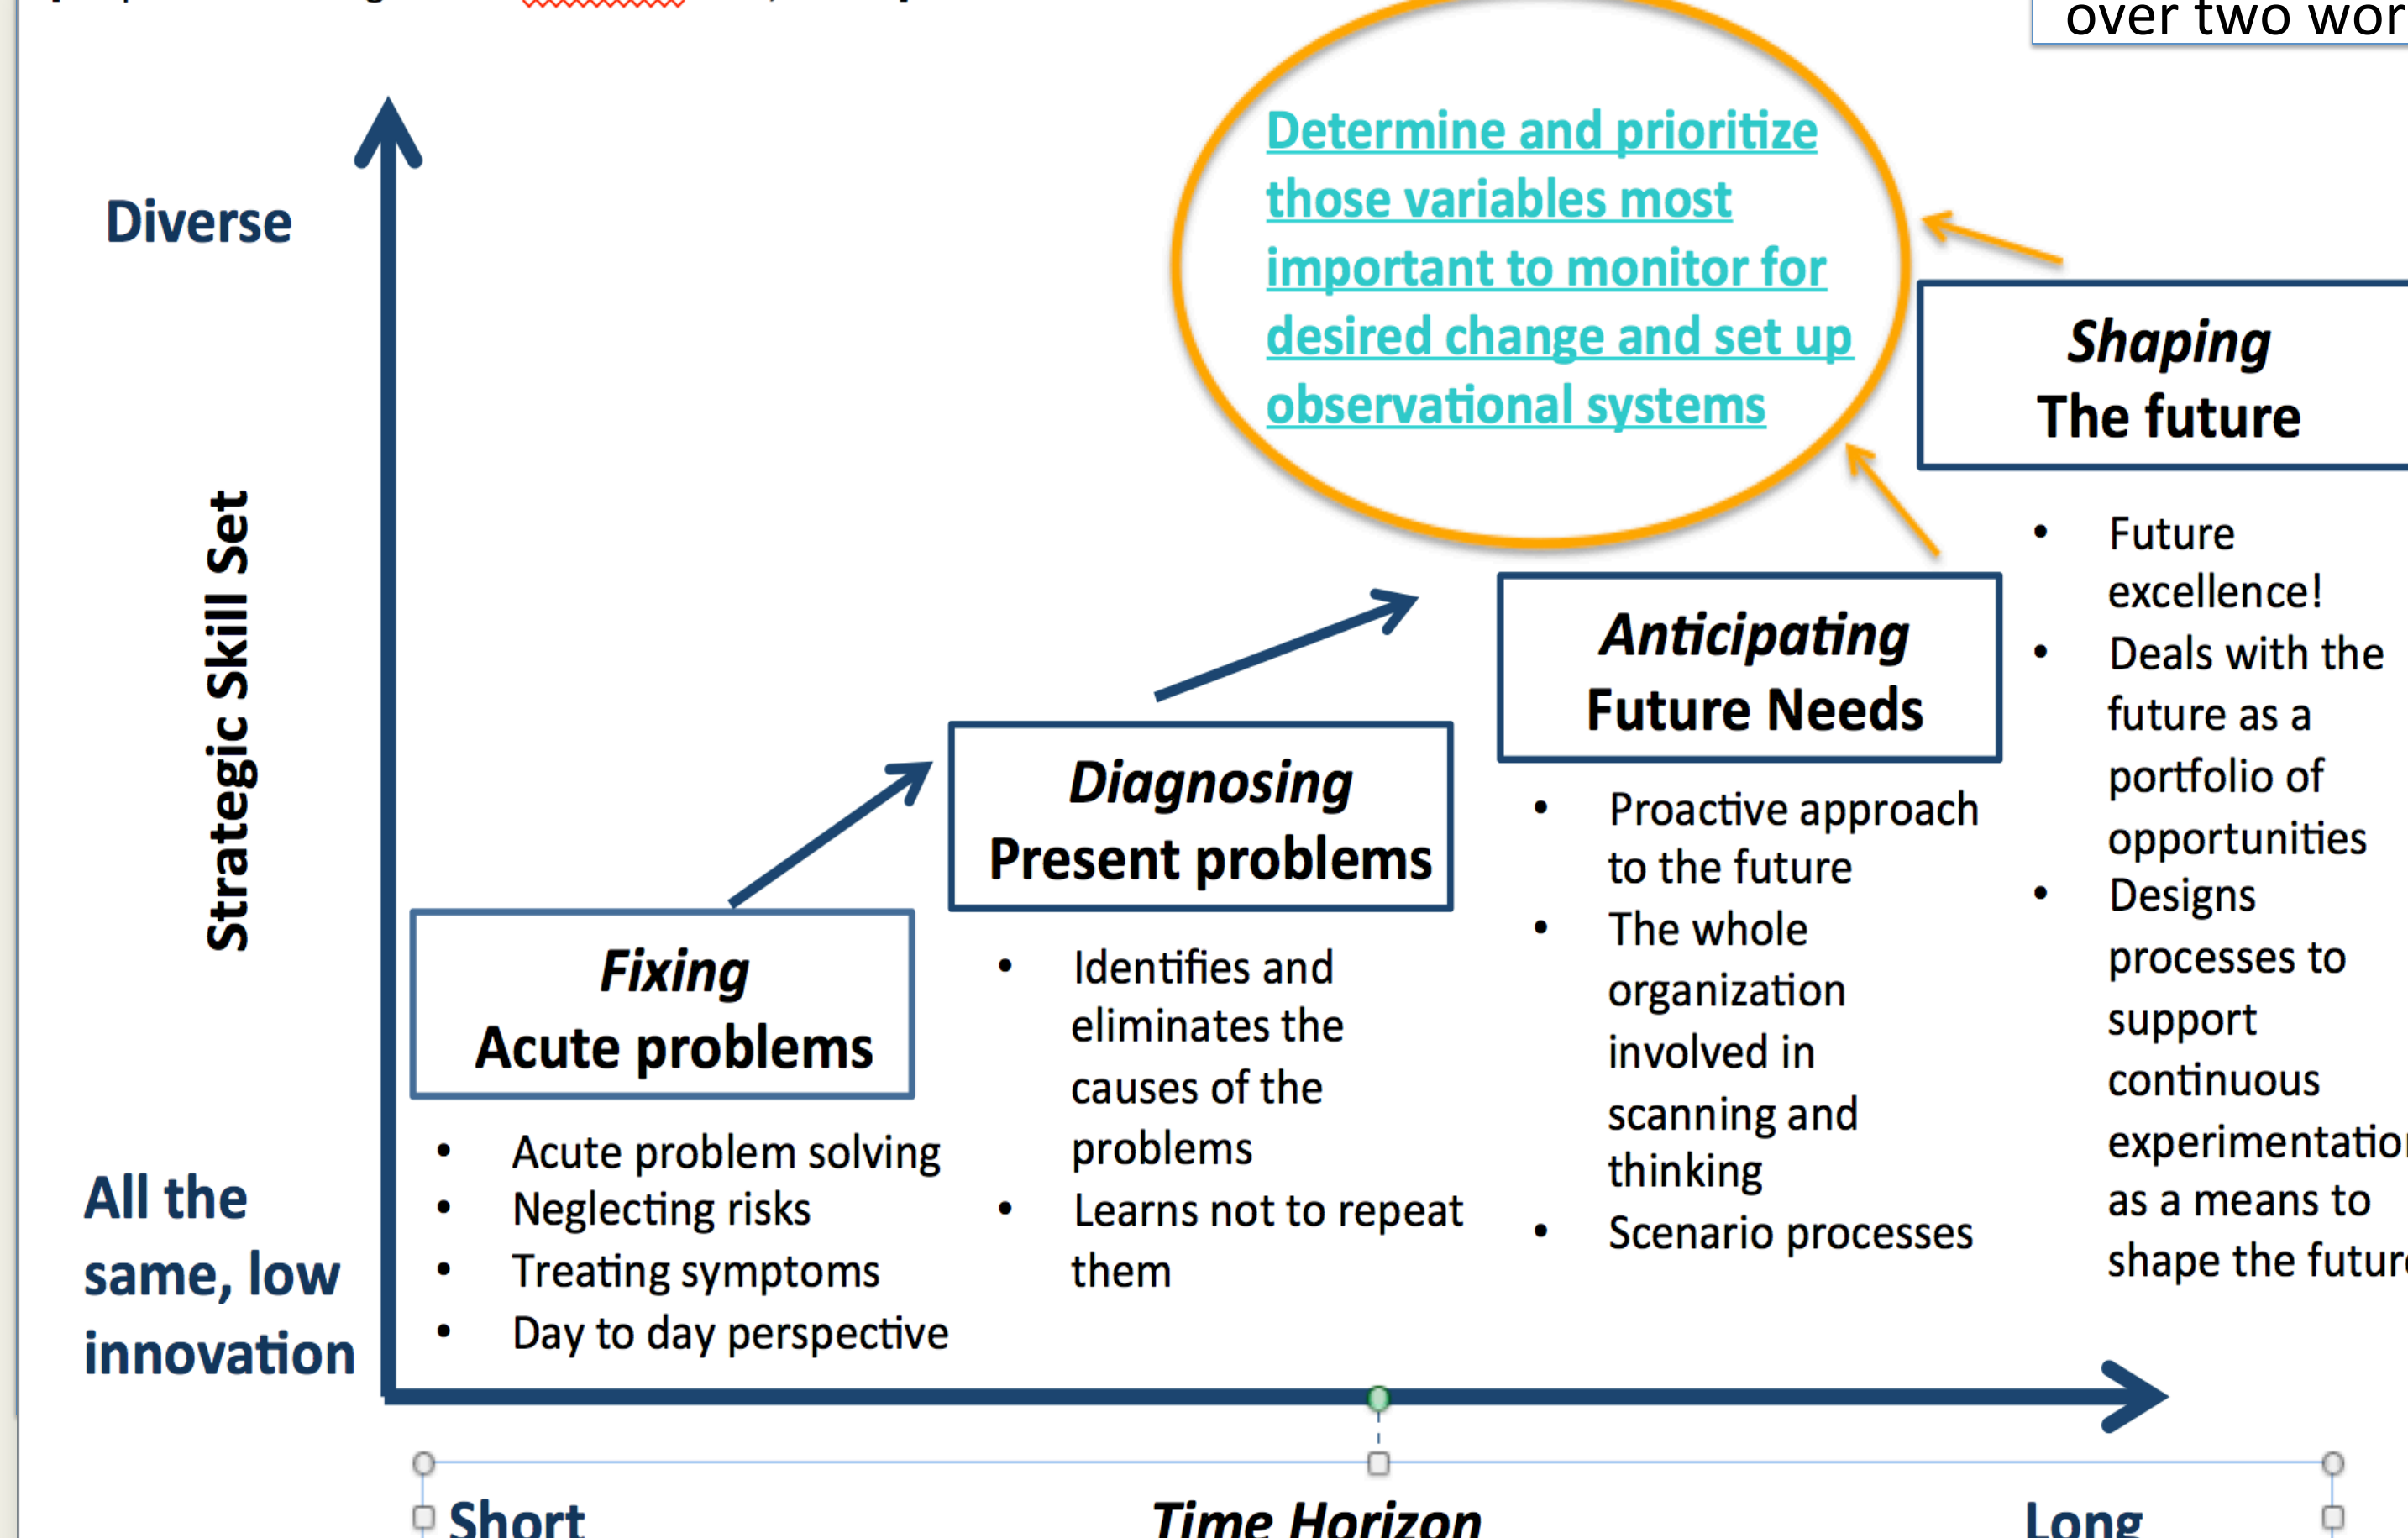 over two wor
Diverse
Determine and prioritize
those variables most
important to monitor for
desired change and set up
observational systems
Shaping
The future
Strategic Skill Set
• Future
excellence!
• Deals with the
future as a
portfolio of
opportunities
• Designs
processes to
support
continuous
experimentation
as a means to
shape the future
Anticipating
Future Needs
• Proactive approach
to the future
• The whole
organization
involved in
scanning and
thinking
• Scenario processes
Diagnosing
Present problems
• Identifies and
eliminates the
causes of the
problems
• Learns not to repeat
them
Fixing
Acute problems
• Acute problem solving
• Neglecting risks
• Treating symptoms
• Day to day perspective
All the
same, low
innovation
Short
Time Horizon
Long